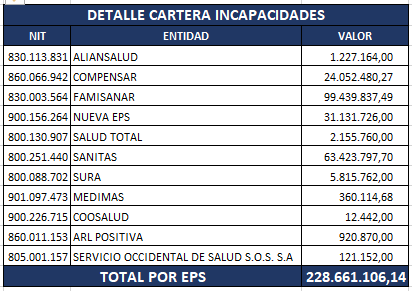 DETALLE CARTERA INCAPACIDADES
NIT ENTIDAD VALOR
830.113.831 ALIANSALUD 1.227.164,00
860.066.942 COMPENSAR 24.052.480,27
830.003.564 FAMISANAR 99.439.837,49
900.156.264 NUEVA EPS 31.131.726,00
800.130.907 SALUD TOTAL 2.155.760,00
800.251.440 SANITAS 63.423.797,70
800.088.702 SURA 5.815.762,00
901.097.473 MEDIMAS 360.114,68
900.226.715 COOSALUD 12.442,00
860.011.153 ARL POSITIVA 920.870,00
805.001.157 SERVICIO OCCIDENTAL DE SALUD S.O.S. S.A 121.152,00
TOTAL POR EPS 228.661.106,14